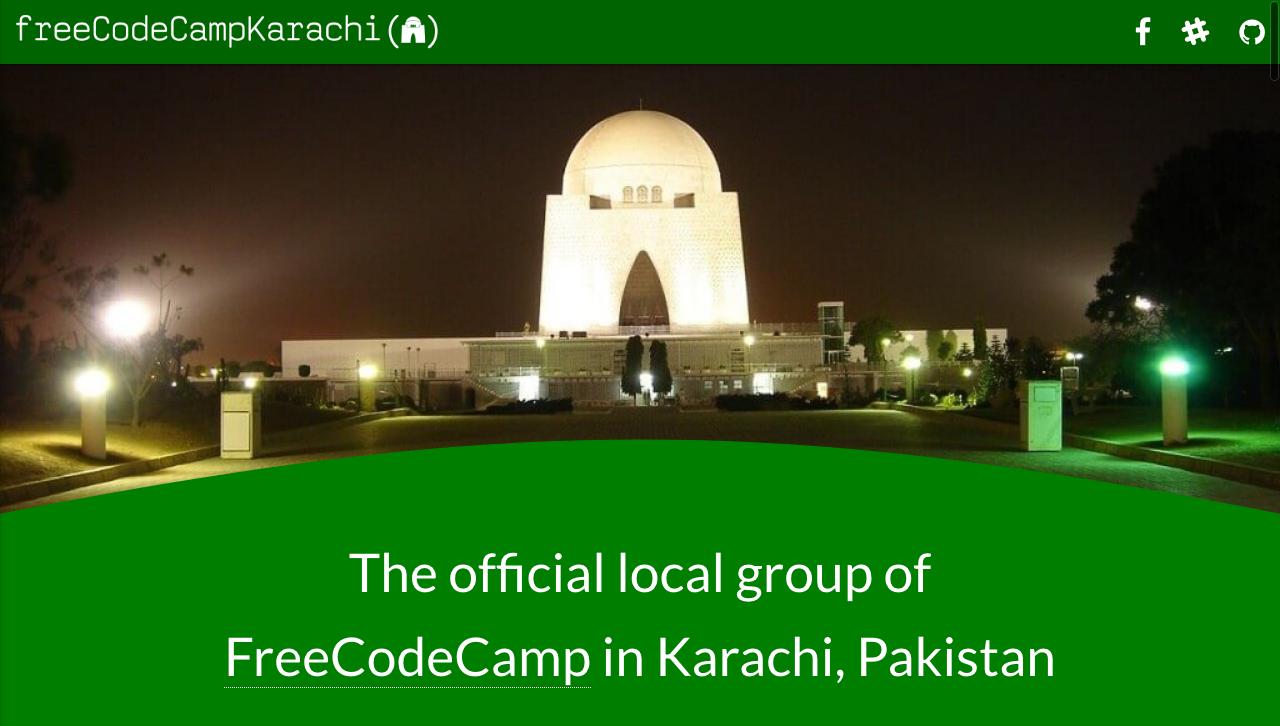 freeCodeCampKarachi
The official local group of
FreeCodeCamp in Karachi, Pakistan